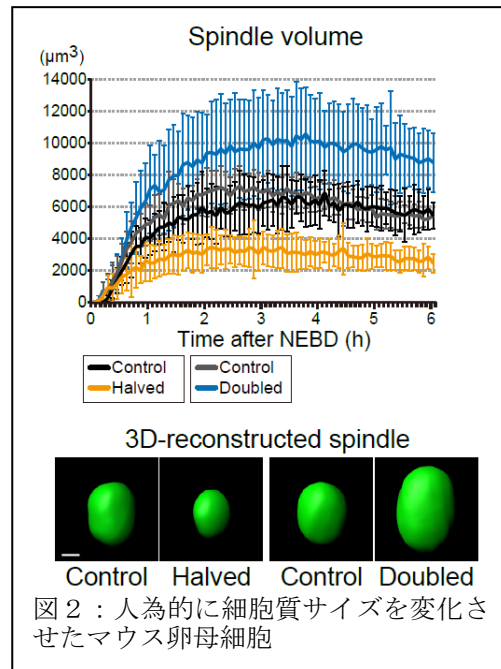 Spindle volume
(μm³)
14000
12000
10000
8000
6000
4000
2000
0
0 1 2 3 4 5 6
Time after NEBD (h)
Control Control
Halved Doubled
3D-reconstructed spindle
Control Halved Control Doubled
図２：人為的に細胞質サイズを変化さ
せたマウス卵母細胞